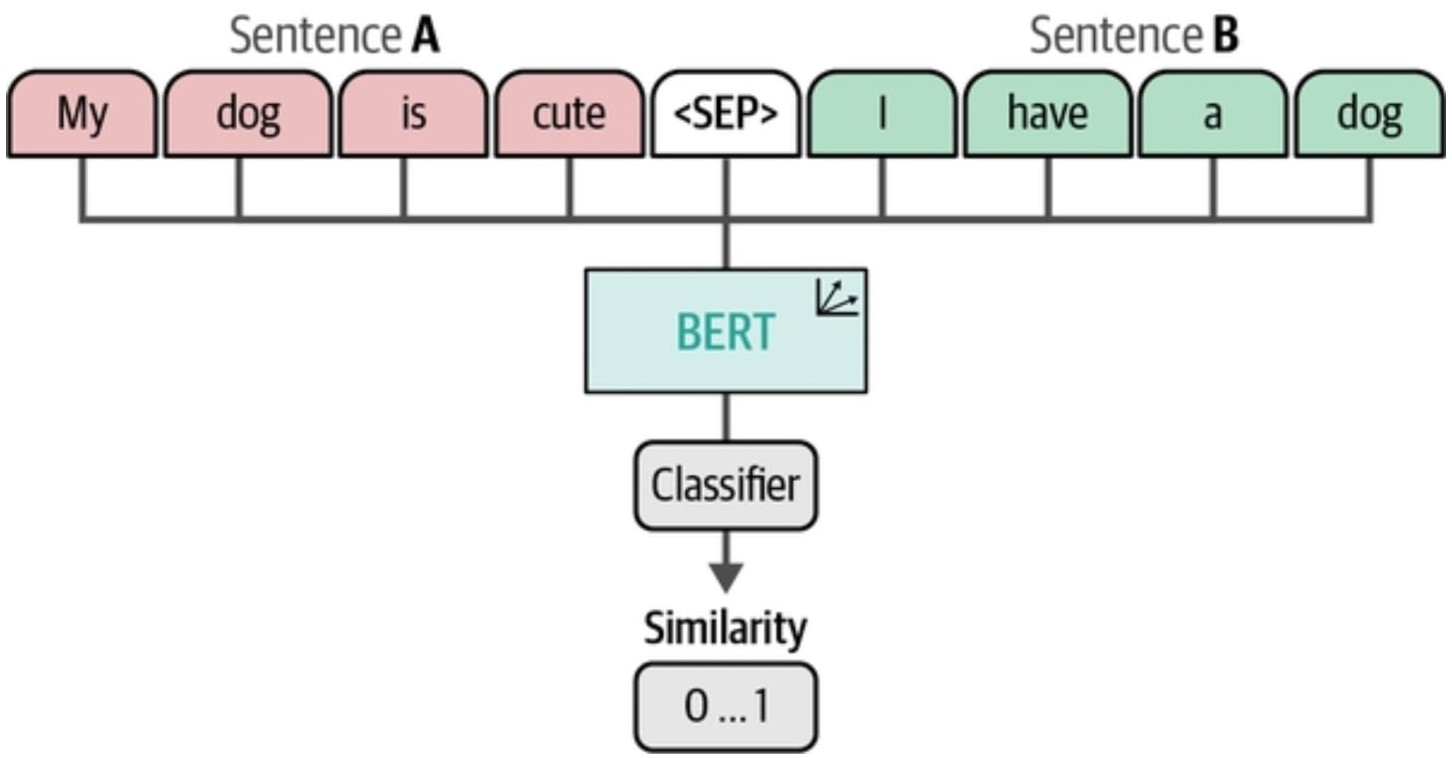 Sentence A Sentence B
My dog is cute <SEP> I have a dog
BERT
Classifier
Similarity
0 ... 1